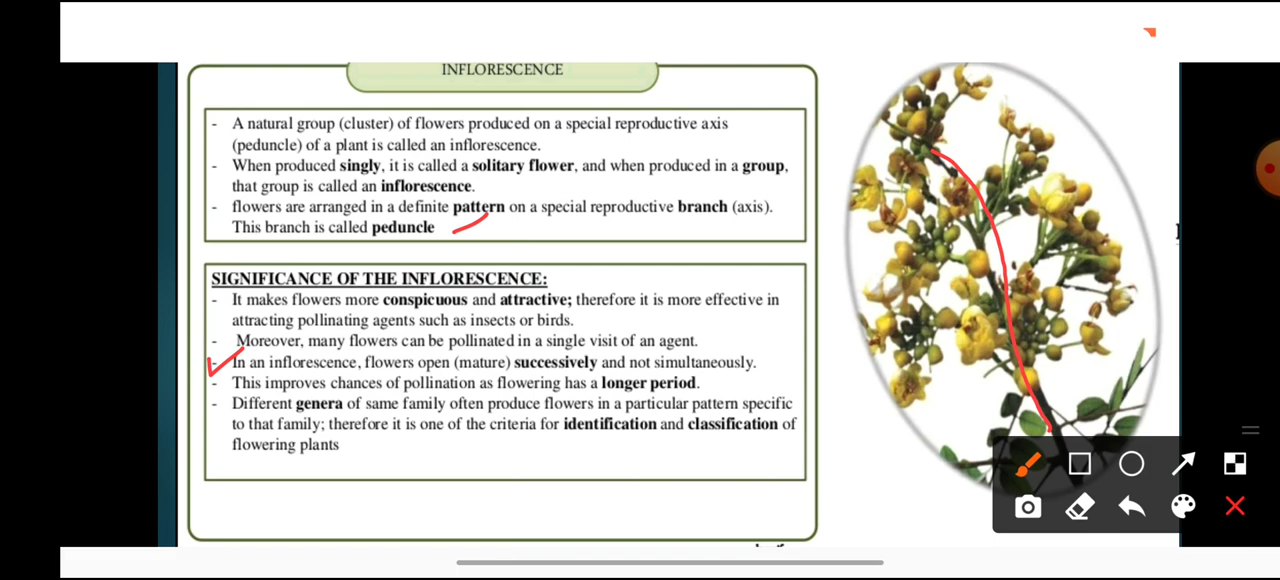 INFLORESCENCE
- A natural group (cluster) of flowers produced on a special reproductive axis
(peduncle) of a plant is called an inflorescence.
- When produced singly, it is called a solitary flower, and when produced in a group,
that group is called an inflorescence.
- flowers are arranged in a definite pattern on a special reproductive branch (axis).
This branch is called peduncle
SIGNIFICANCE OF THE INFLORESCENCE:
- It makes flowers more conspicuous and attractive; therefore it is more effective in
attracting pollinating agents such as insects or birds.
- Moreover, many flowers can be pollinated in a single visit of an agent.
- In an inflorescence, flowers open (mature) successively and not simultaneously.
- This improves chances of pollination as flowering has a longer period.
- Different genera of same family often produce flowers in a particular pattern specific
to that family; therefore it is one of the criteria for identification and classification of
flowering plants